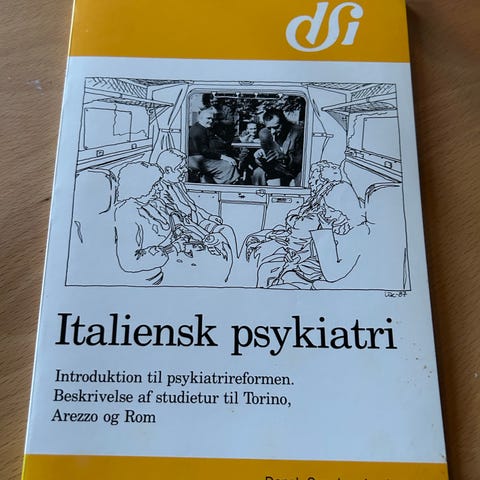 dsi
Italiensk psykiatri
Introduktion til psykiatrireformen.
Beskrivelse af studietur til Torino,
Arezzo og Rom